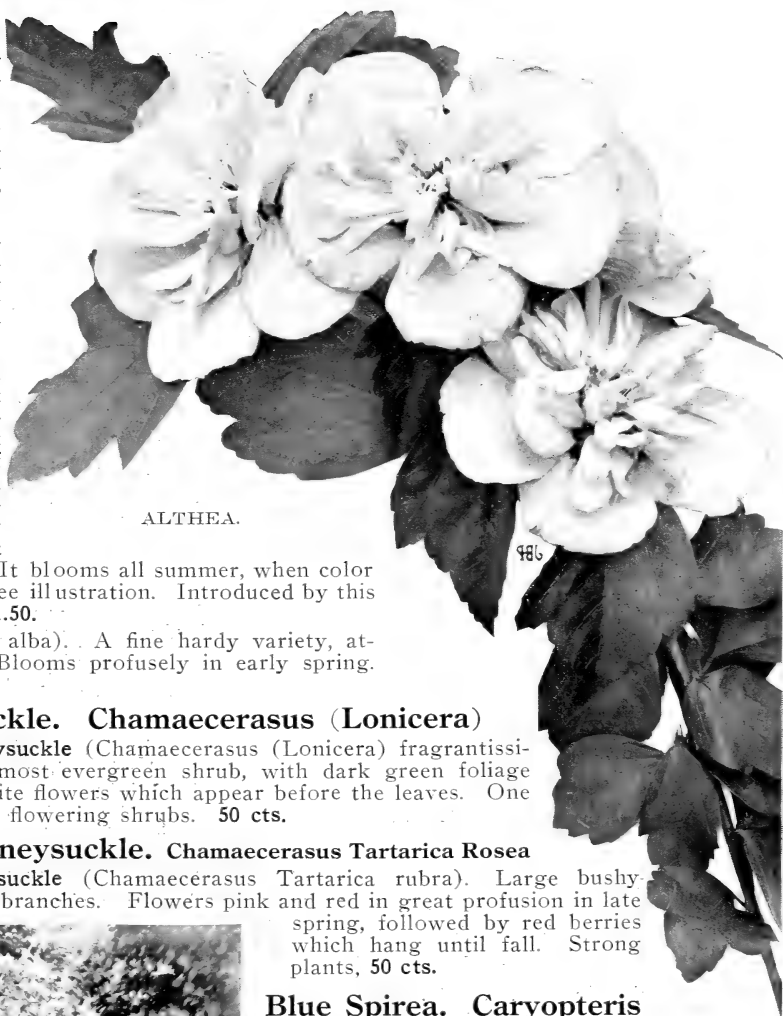 ALTHEA.
It blooms all summer, when color
ee illustration. Introduced by this
.50.
alba). A fine hardy variety, at-
Blooms profusely in early spring.
ckle. Chamaecerasus (Lonicera)
ysuckle (Chamaecerasus (Lonicera) fragrantissi-
most evergreen shrub, with dark green foliage
ite flowers which appear before the leaves. One
flowering shrubs. 50 cts.
neysuckle. Chamaecerasus Tartarica Rosea
suckle (Chamaecerasus Tartarica rubra). Large bushy
branches. Flowers pink and red in great profusion in late
spring, followed by red berries
which hang until fall. Strong
plants, 50 cts.
Blue Spirea. Caryopteris